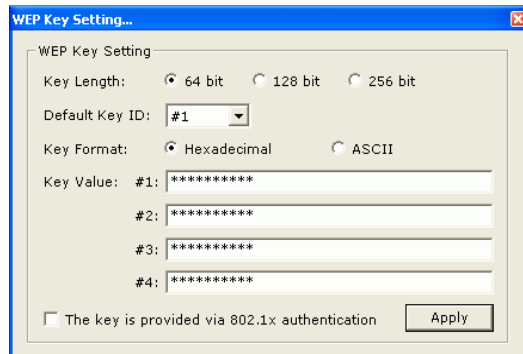 WEP Key Setting...
WEP Key Setting
Key Length: 64 bit 128 bit 256 bit
Default Key ID: #1
Key Format: Hexadecimal ASCII
Key Value: #1: **********
#2: **********
#3: **********
#4: **********
The key is provided via 802.1x authentication Apply